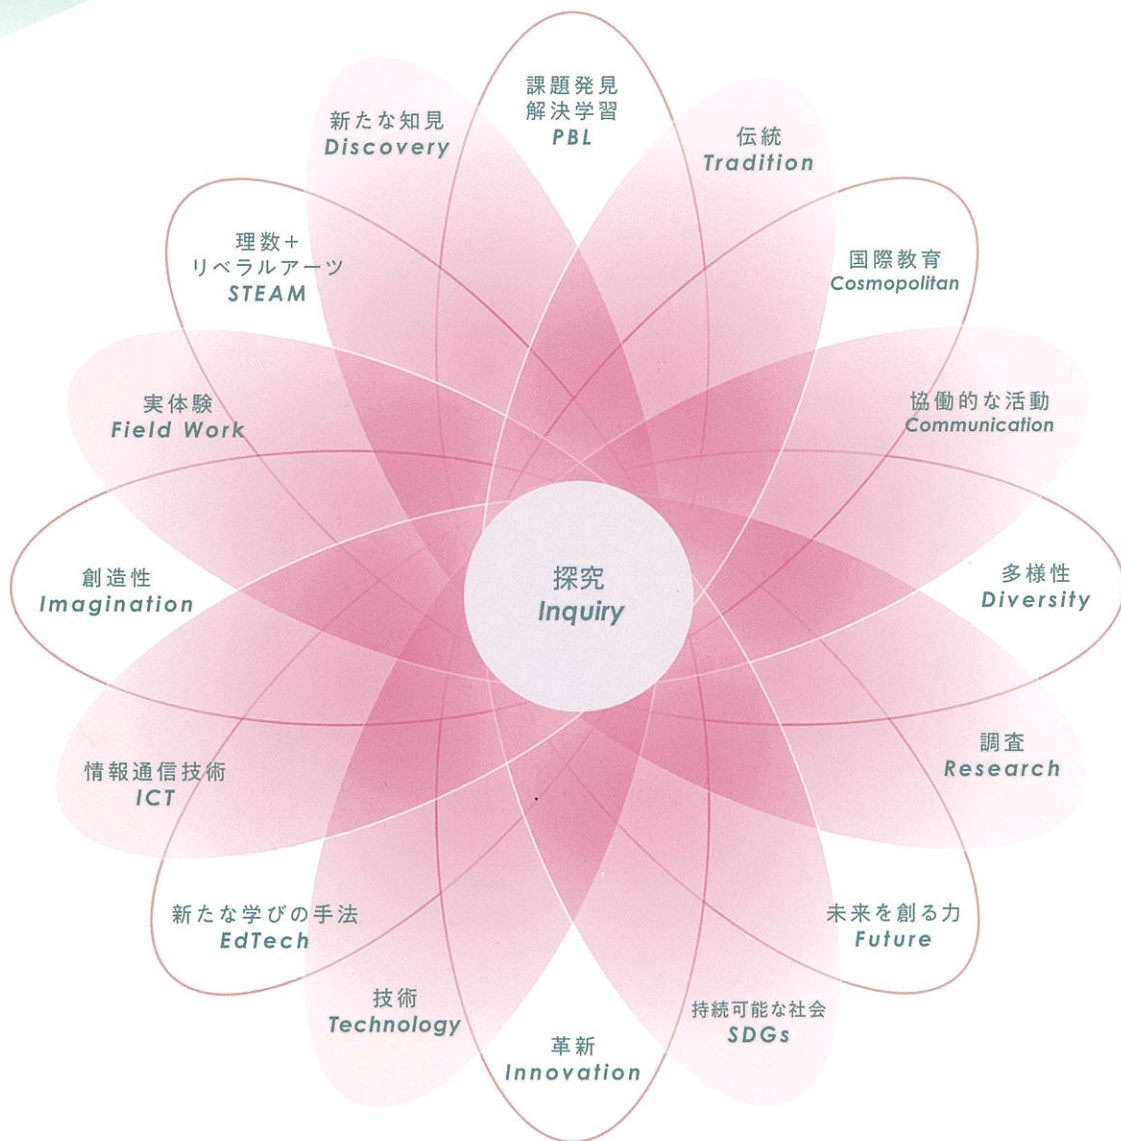 課題発見
解決学習
PBL
伝統
Tradition
国際教育
Cosmopolitan
協働的な活動
Communication
多様性
Diversity
調査
Research
未来を創る力
Future
持続可能な社会
SDGs
革新
Innovation
技術
Technology
新たな学びの手法
EdTech
情報通信技術
ICT
創造性
Imagination
実体験
Field Work
理数+
リベラルアーツ
STEAM
新たな知見
Discovery
探究
Inquiry